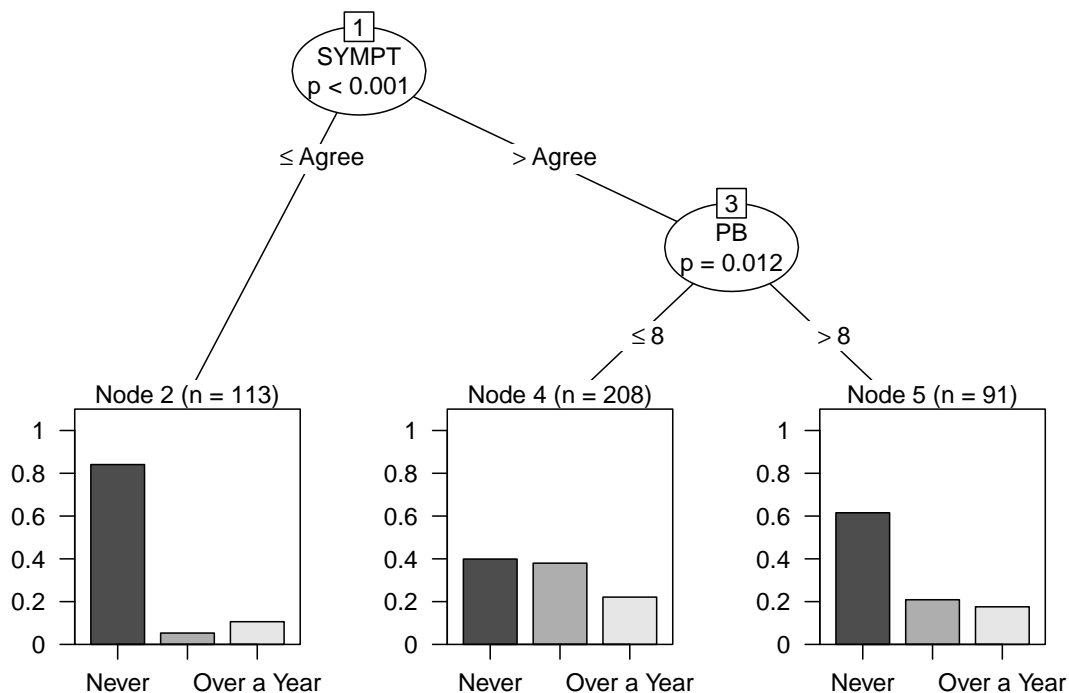 1
SYMPT
p < 0.001
≤ Agree
> Agree
3
PB
p = 0.012
≤ 8
> 8
Node 2 (n = 113)
1
0.8
0.6
0.4
0.2
0
Never
Over a Year
Node 4 (n = 208)
1
0.8
0.6
0.4
0.2
0
Never
Over a Year
Node 5 (n = 91)
1
0.8
0.6
0.4
0.2
0
Never
Over a Year